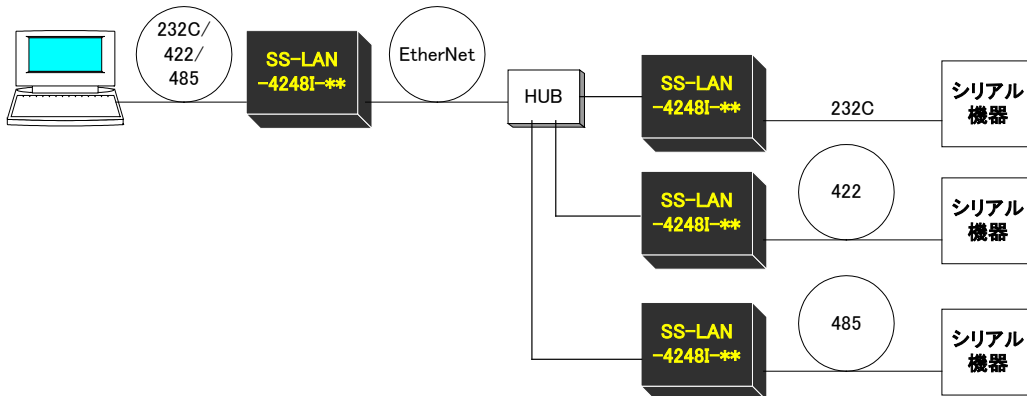 232C/
422/
485
SS-LAN
-4248I-**
EtherNet
HUB
SS-LAN
-4248I-**
232C
シリアル
機器
SS-LAN
-4248I-**
422
シリアル
機器
SS-LAN
-4248I-**
485
シリアル
機器